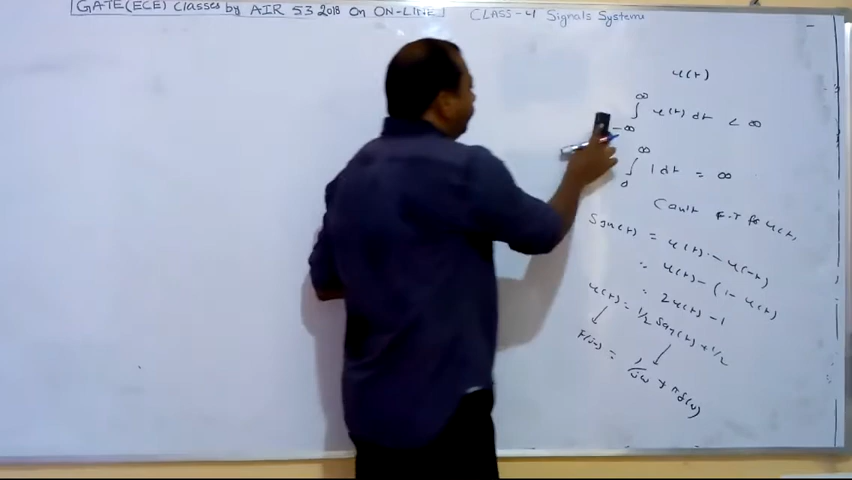 GATE(ECE) Classes by AIR 53 2018 On ON-LINE
CLASS-4 Signals Systems
u(t)
∫_{-∞}^{∞} u(t) dt < ∞
∫_{0}^{∞} 1 dt = ∞
Can't F.T for u(t),
Sgn(t) = u(t) - u(-t)
= u(t) - (1 - u(t))
= 2u(t) - 1
u(t) = 1/2 Sgn(t) + 1/2
F(jω) = 1/jω + πδ(ω)